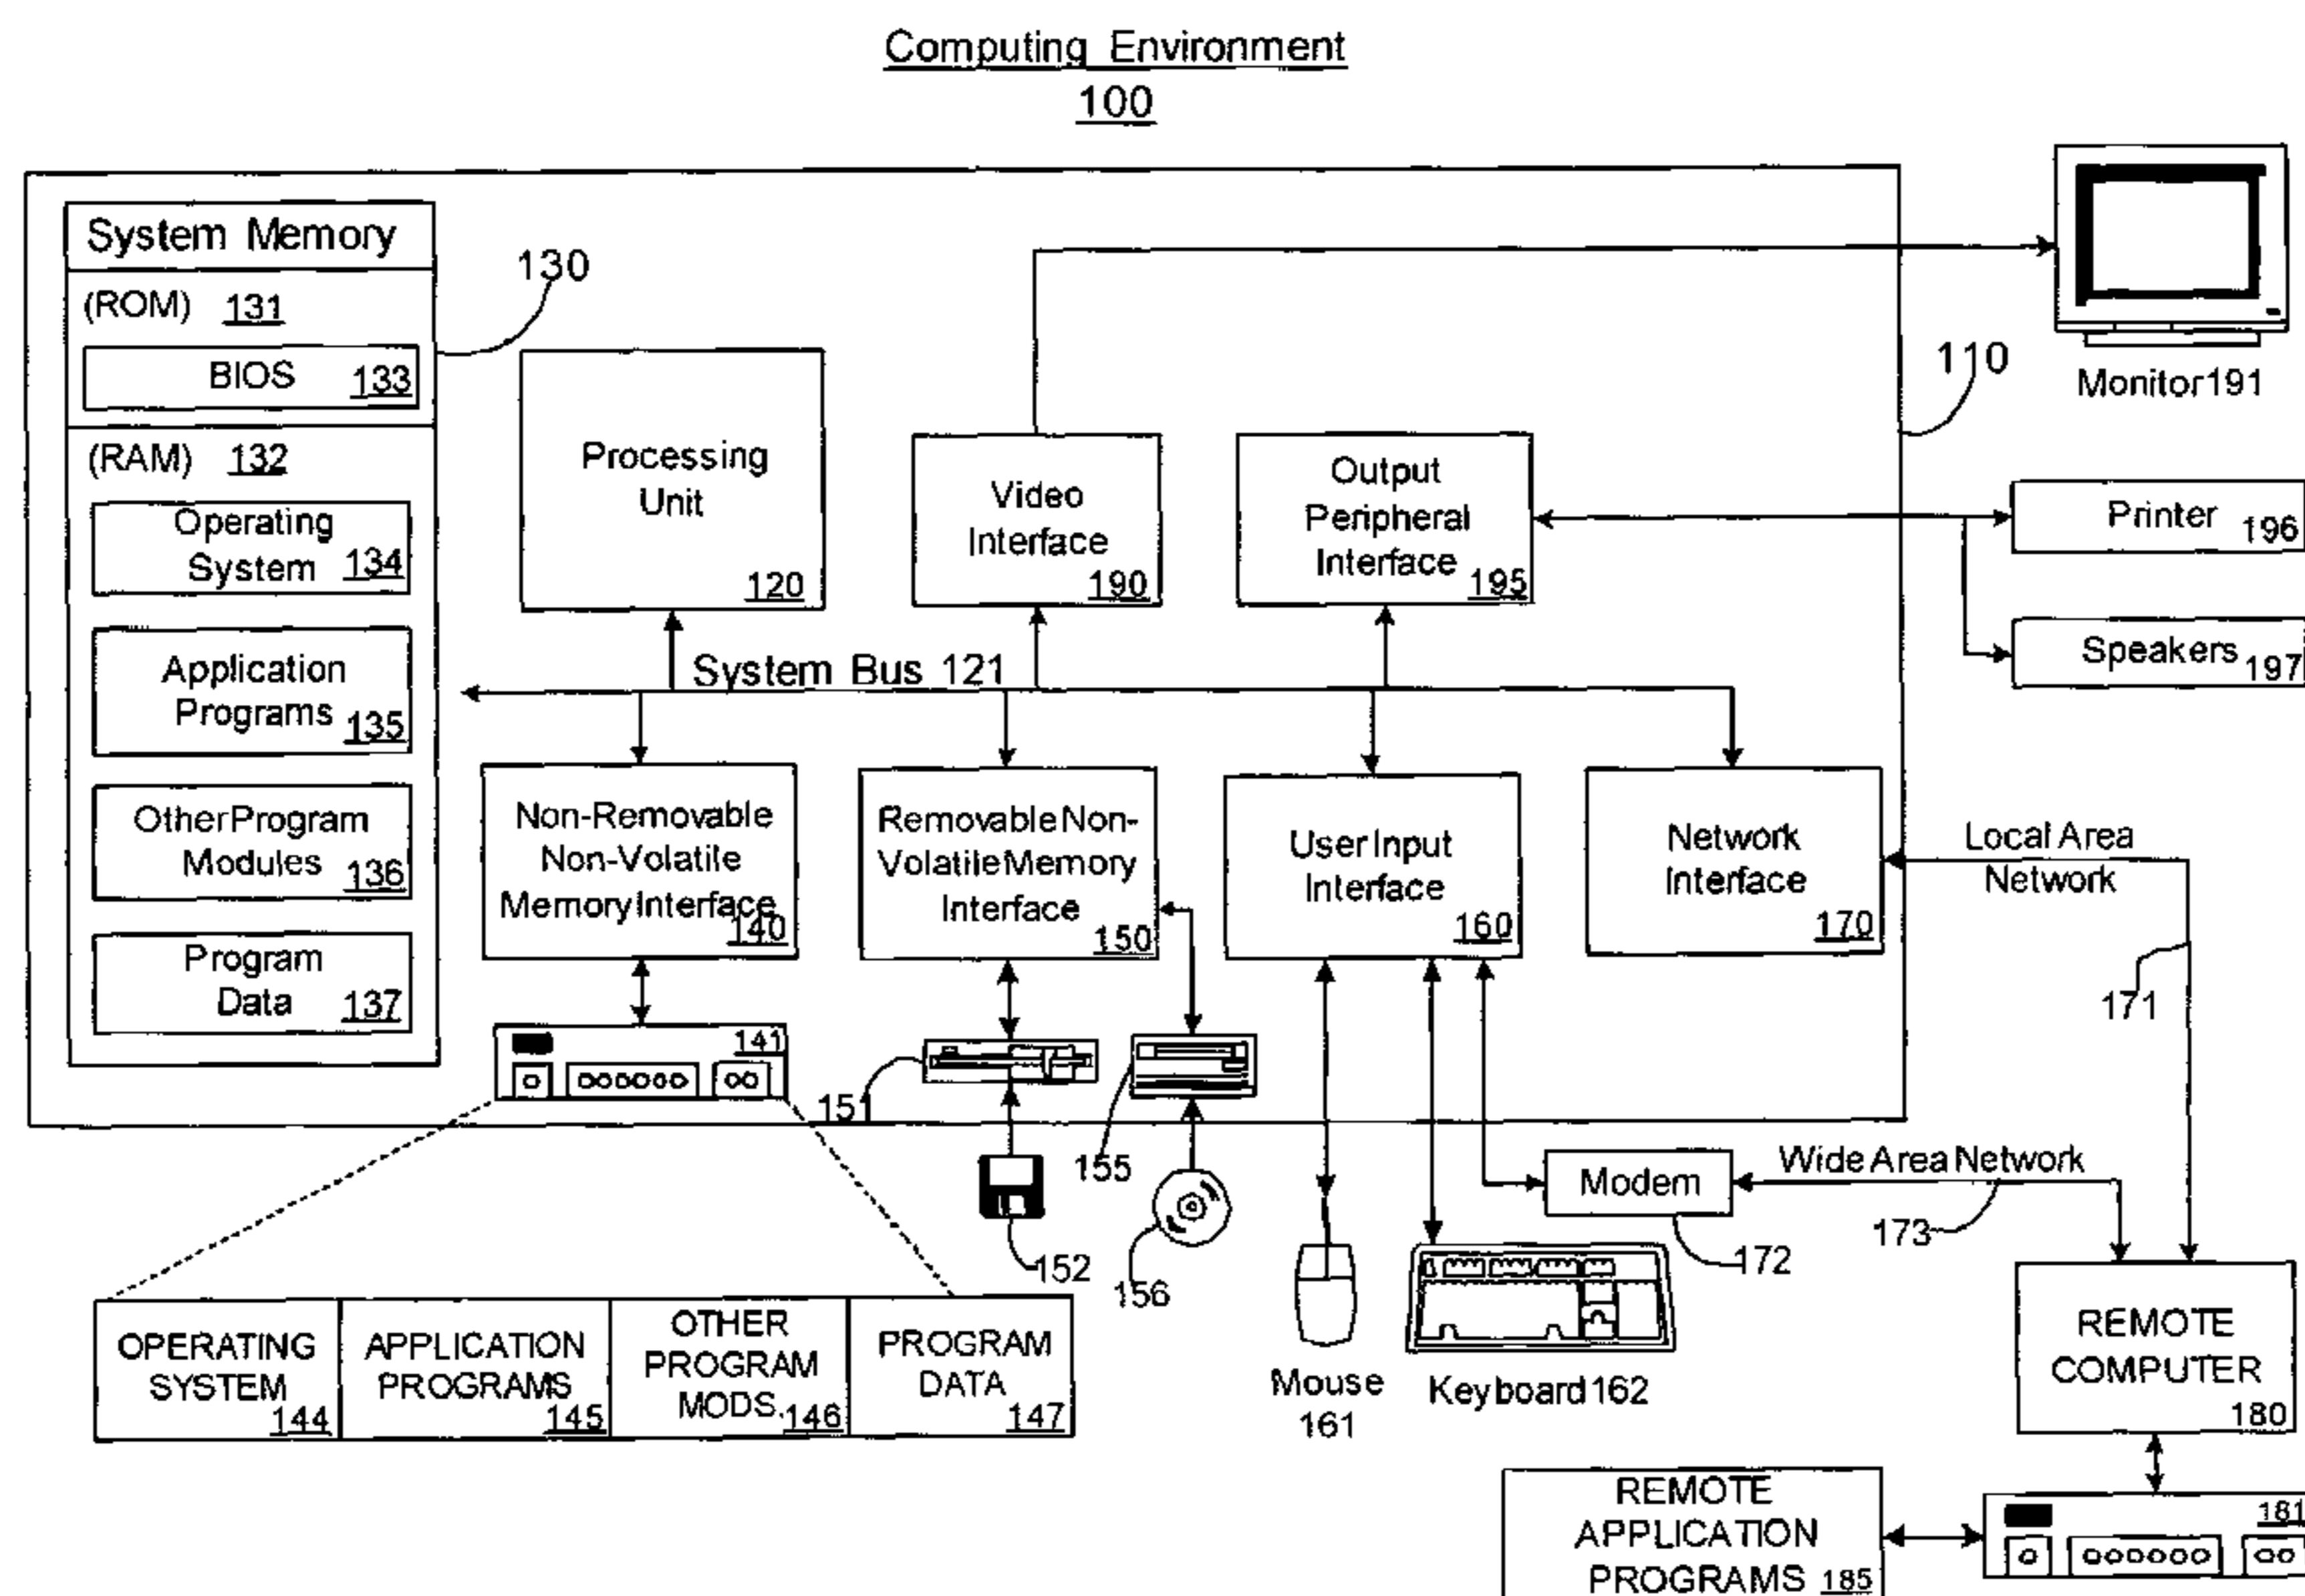 Computing Environment
100
System Memory
(ROM) 131
BIOS 133
(RAM) 132
Operating
System 134
Application
Programs 135
Other Program
Modules 136
Program
Data 137
130
Processing
Unit
120
Video
Interface
190
Output
Peripheral
Interface 195
110
Monitor 191
Printer 196
Speakers 197
System Bus 121
Non-Removable
Non-Volatile
Memory Interface
140
Removable Non-
Volatile Memory
Interface
150
User Input
Interface
160
Network
Interface
170
Local Area
Network
171
141
151
152
155
156
Modem
172
Wide Area Network
173
Mouse
161
Keyboard 162
OPERATING
SYSTEM
144
APPLICATION
PROGRAMS
145
OTHER
PROGRAM
MODS. 146
PROGRAM
DATA
147
REMOTE
COMPUTER
180
181
REMOTE
APPLICATION
PROGRAMS 185